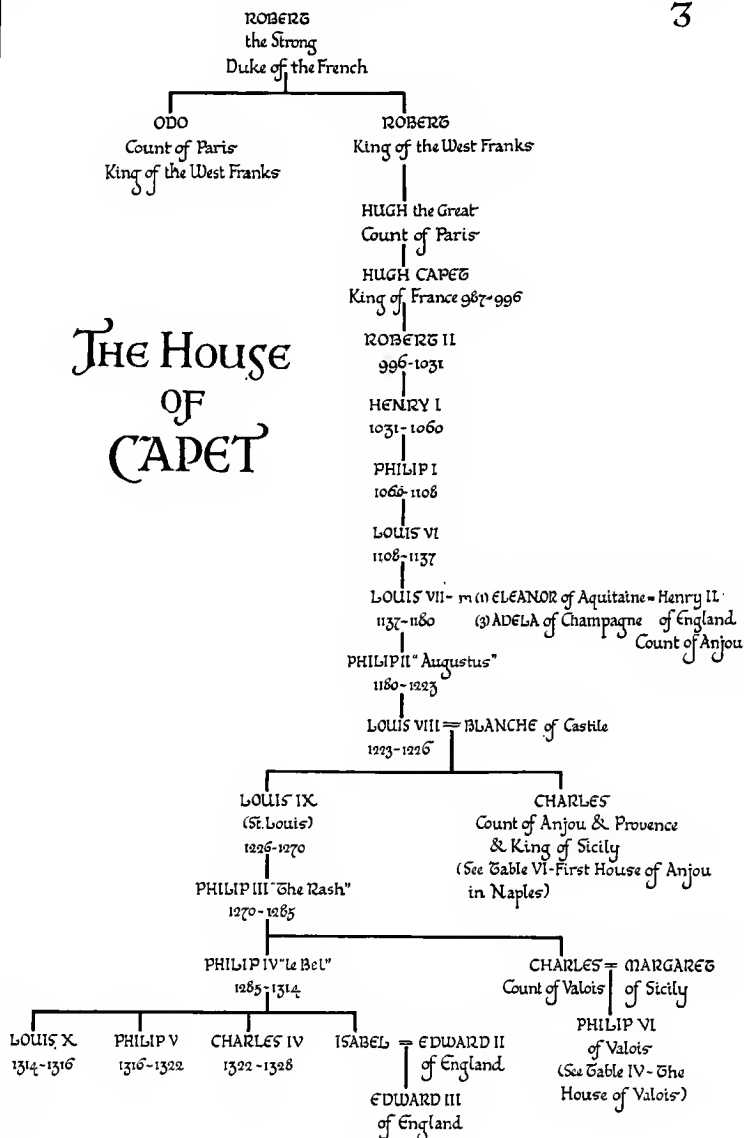 3
ROBERT
the Strong
Duke of the French
ODO
Count of Paris
King of the West Franks
ROBERT
King of the West Franks
HUGH the Great
Count of Paris
HUGH CAPET
King of France 987-996
THE HOUSE
OF
CAPET
ROBERT II
996-1031
HENRY I
1031-1060
PHILIP I
1060-1108
LOUIS VI
1108-1137
LOUIS VII - m (1) ELEANOR of Aquitaine = Henry II
1137-1180 (3) ADELA of Champagne of England
Count of Anjou
PHILIP II "Augustus"
1180-1223
LOUIS VIII = BLANCHE of Castile
1223-1226
LOUIS IX
(St. Louis)
1226-1270
CHARLES
Count of Anjou & Provence
& King of Sicily
(See Table VI-First House of Anjou
in Naples)
PHILIP III "The Rash"
1270-1285
PHILIP IV "le Bel"
1285-1314
CHARLES = MARGARET
Count of Valois of Sicily
PHILIP VI
of Valois
(See Table IV-The
House of Valois)
LOUIS X
1314-1316
PHILIP V
1316-1322
CHARLES IV
1322-1328
ISABEL = EDWARD II
of England
EDWARD III
of England